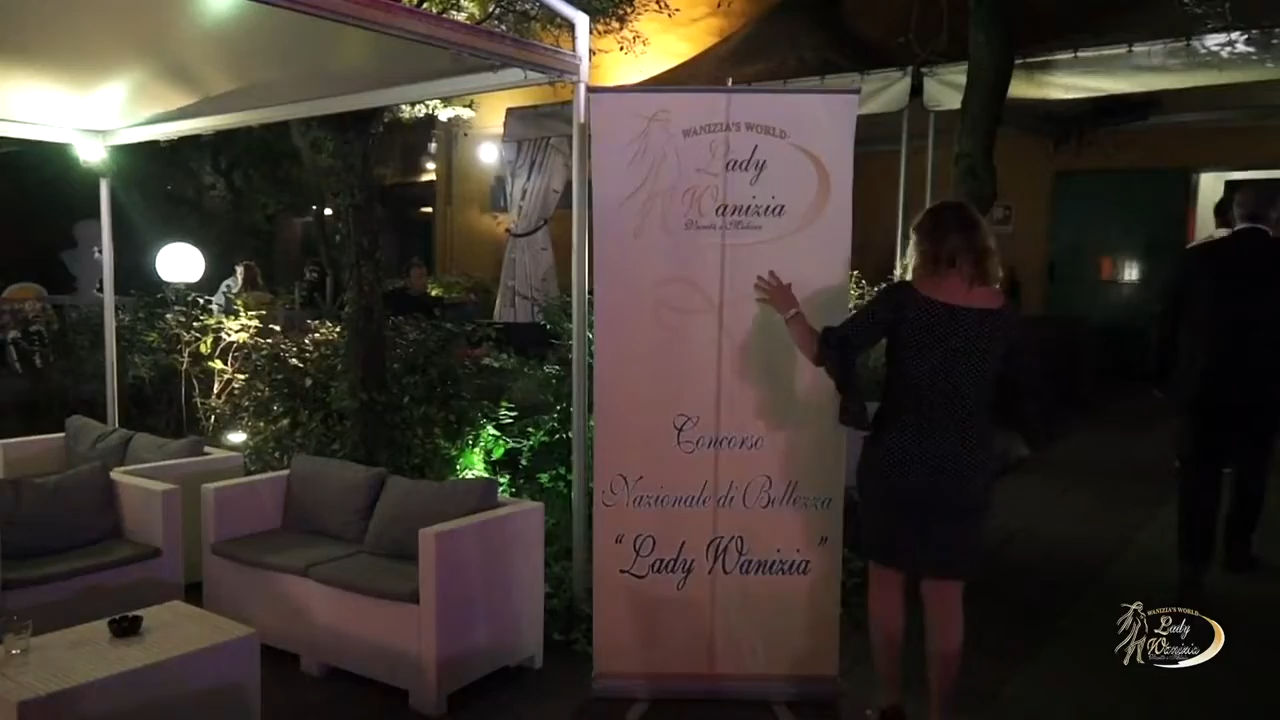 WANIZIA'S WORLD
Lady
Wanizia
Concorso
Nazionale di Bellezza
"Lady Wanizia"
WANIZIA'S WORLD
Lady
Wanizia